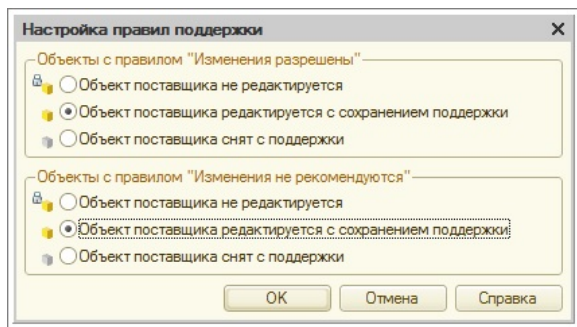 Настройка правил поддержки
Объекты с правилом "Изменения разрешены"
Объект поставщика не редактируется
Объект поставщика редактируется с сохранением поддержки
Объект поставщика снят с поддержки
Объекты с правилом "Изменения не рекомендуются"
Объект поставщика не редактируется
Объект поставщика редактируется с сохранением поддержки
Объект поставщика снят с поддержки
OK Отмена Справка